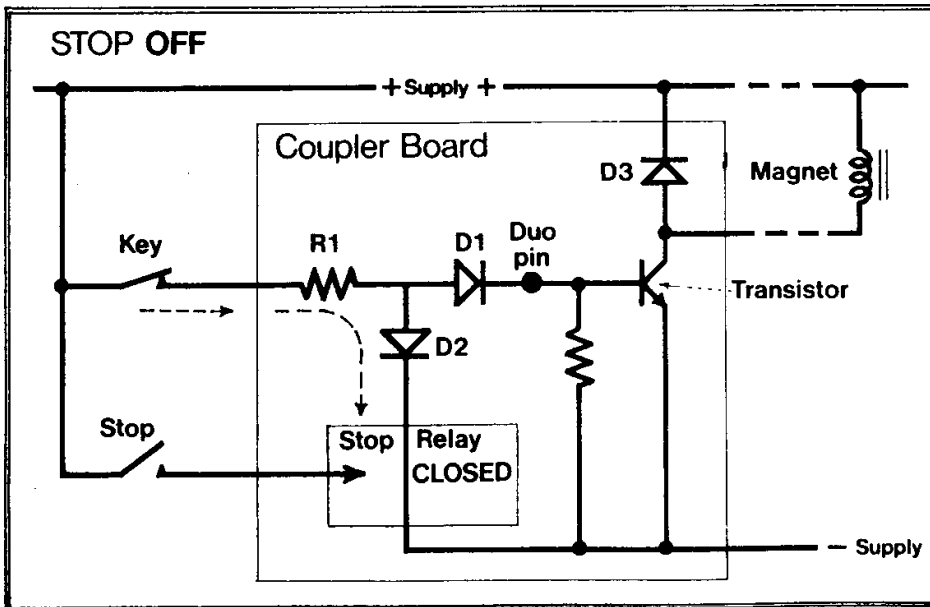 STOP OFF
+ Supply +
Coupler Board
D3
Magnet
Key
R1
D1
Duo
pin
Transistor
D2
Stop
Stop Relay
CLOSED
– Supply